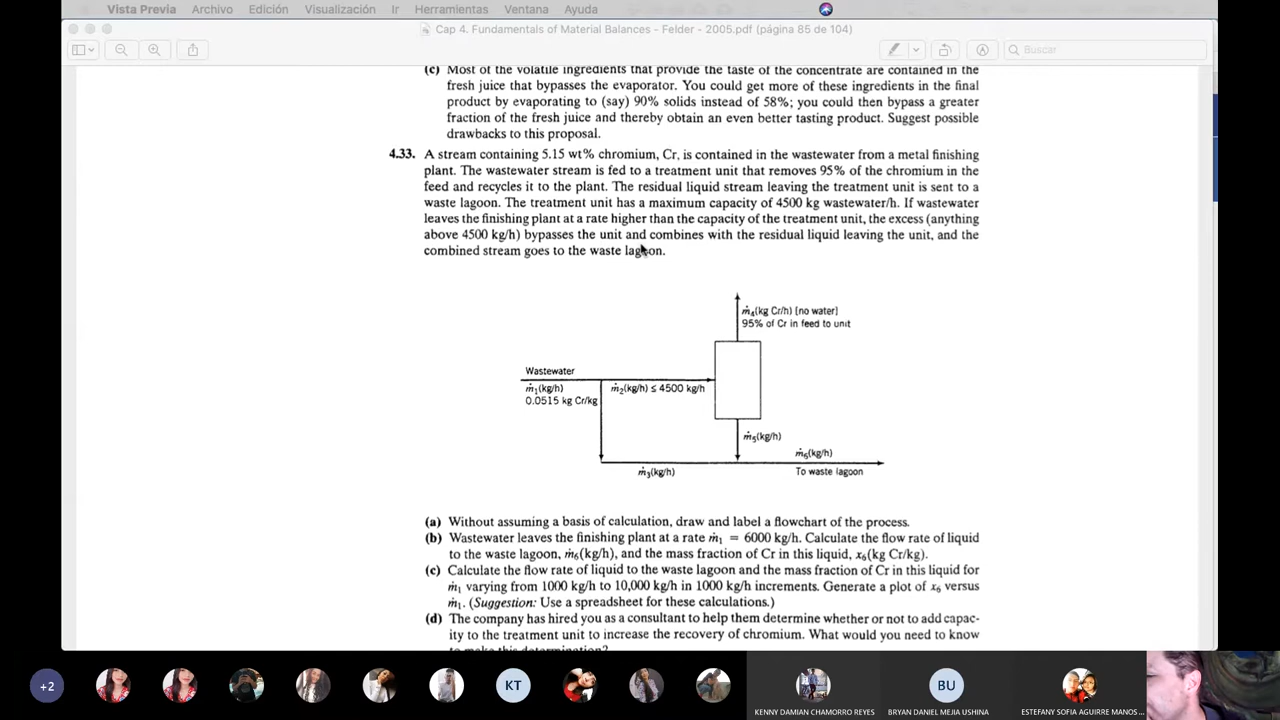 Vista Previa Archivo Edición Visualización Ir Herramientas Ventana Ayuda
Cap 4. Fundamentals of Material Balances - Felder - 2005.pdf (página 85 de 104)
Buscar
(c) Most of the volatile ingredients that provide the taste of the concentrate are contained in the
fresh juice that bypasses the evaporator. You could get more of these ingredients in the final
product by evaporating to (say) 90% solids instead of 58%; you could then bypass a greater
fraction of the fresh juice and thereby obtain an even better tasting product. Suggest possible
drawbacks to this proposal.
4.33. A stream containing 5.15 wt% chromium, Cr, is contained in the wastewater from a metal finishing
plant. The wastewater stream is fed to a treatment unit that removes 95% of the chromium in the
feed and recycles it to the plant. The residual liquid stream leaving the treatment unit is sent to a
waste lagoon. The treatment unit has a maximum capacity of 4500 kg wastewater/h. If wastewater
leaves the finishing plant at a rate higher than the capacity of the treatment unit, the excess (anything
above 4500 kg/h) bypasses the unit and combines with the residual liquid leaving the unit, and the
combined stream goes to the waste lagoon.
ṁ₄(kg Cr/h) [no water]
95% of Cr in feed to unit
Wastewater
ṁ₁(kg/h) ṁ₂(kg/h) ≤ 4500 kg/h
0.0515 kg Cr/kg
ṁ₅(kg/h)
ṁ₆(kg/h)
ṁ₃(kg/h) To waste lagoon
(a) Without assuming a basis of calculation, draw and label a flowchart of the process.
(b) Wastewater leaves the finishing plant at a rate ṁ₁ = 6000 kg/h. Calculate the flow rate of liquid
to the waste lagoon, ṁ₆(kg/h), and the mass fraction of Cr in this liquid, x₆(kg Cr/kg).
(c) Calculate the flow rate of liquid to the waste lagoon and the mass fraction of Cr in this liquid for
ṁ₁ varying from 1000 kg/h to 10,000 kg/h in 1000 kg/h increments. Generate a plot of x₆ versus
ṁ₁. (Suggestion: Use a spreadsheet for these calculations.)
(d) The company has hired you as a consultant to help them determine whether or not to add capac-
ity to the treatment unit to increase the recovery of chromium. What would you need to know
to make this determination?
+2 KT BU
KENNY DAMIAN CHAMORRO REYES BRYAN DANIEL MEJIA USHINA ESTEFANY SOFIA AGUIRRE MANOS ...